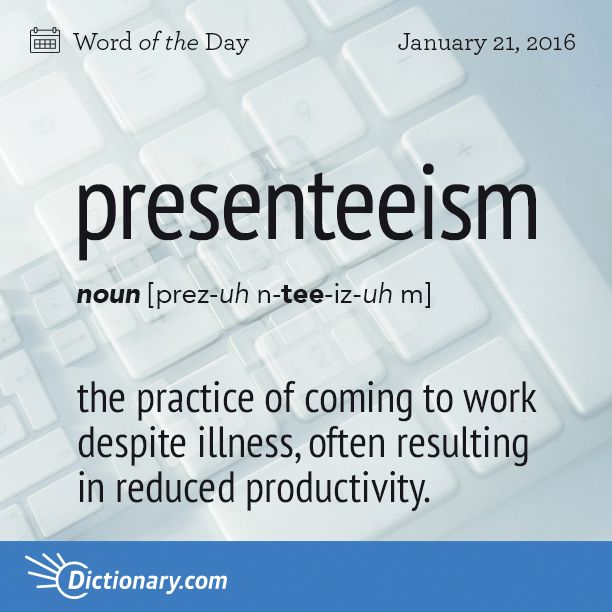 Word of the Day
January 21, 2016
presenteeism
noun [prez-uh n-tee-iz-uh m]
the practice of coming to work
despite illness, often resulting
in reduced productivity.
Dictionary.com